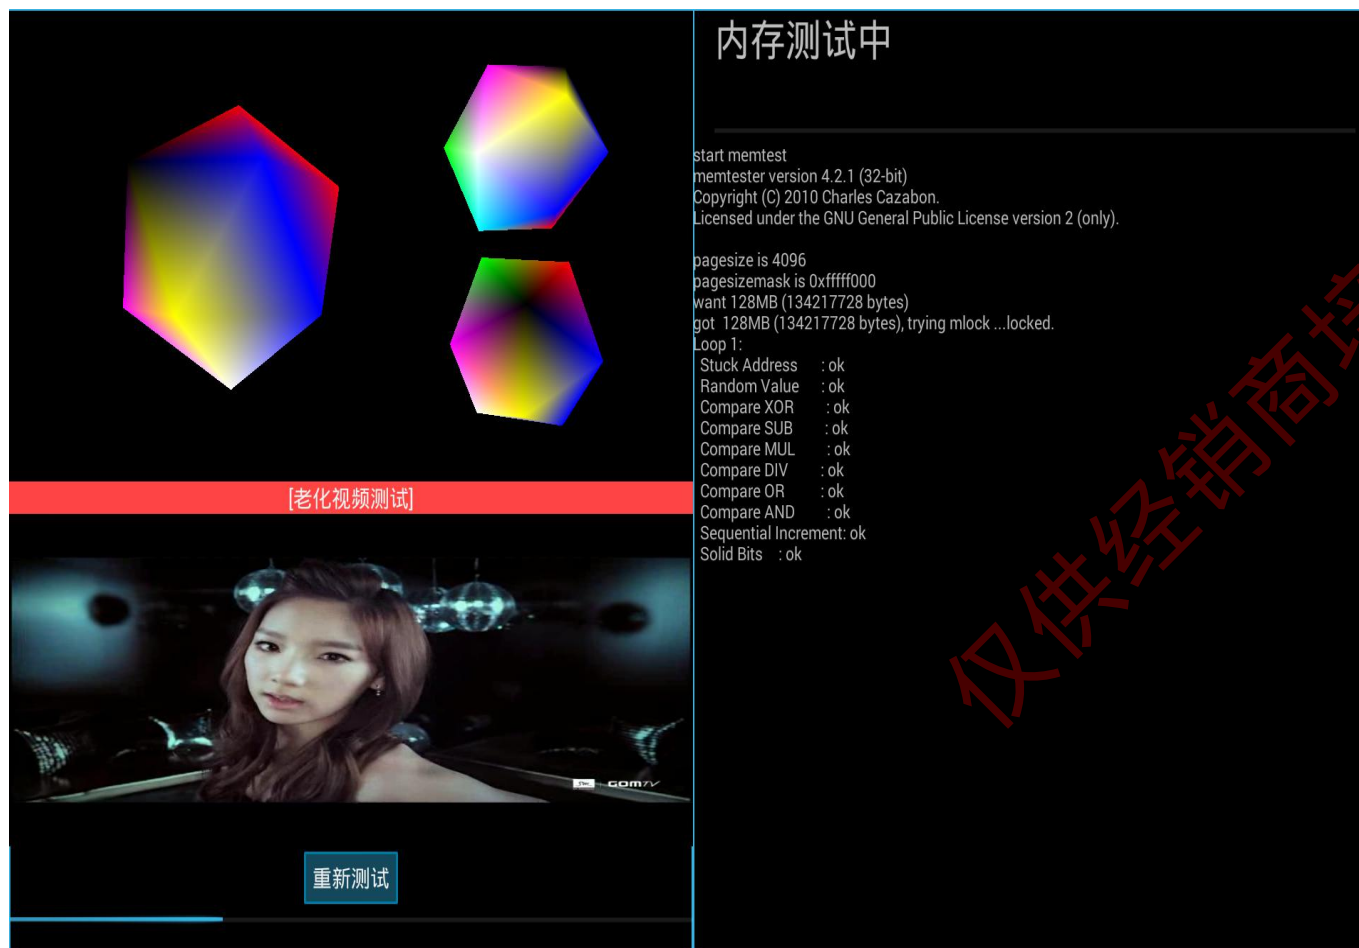 内存测试中
start memtest
memtester version 4.2.1 (32-bit)
Copyright (C) 2010 Charles Cazabon.
Licensed under the GNU General Public License version 2 (only).
pagesize is 4096
pagesizemask is 0xfffff000
want 128MB (134217728 bytes)
got 128MB (134217728 bytes), trying mlock ...locked.
Loop 1:
Stuck Address : ok
Random Value : ok
Compare XOR : ok
Compare SUB : ok
Compare MUL : ok
Compare DIV : ok
Compare OR : ok
Compare AND : ok
Sequential Increment: ok
Solid Bits : ok
[老化视频测试]
GOMTV
重新测试
仅供经销商培